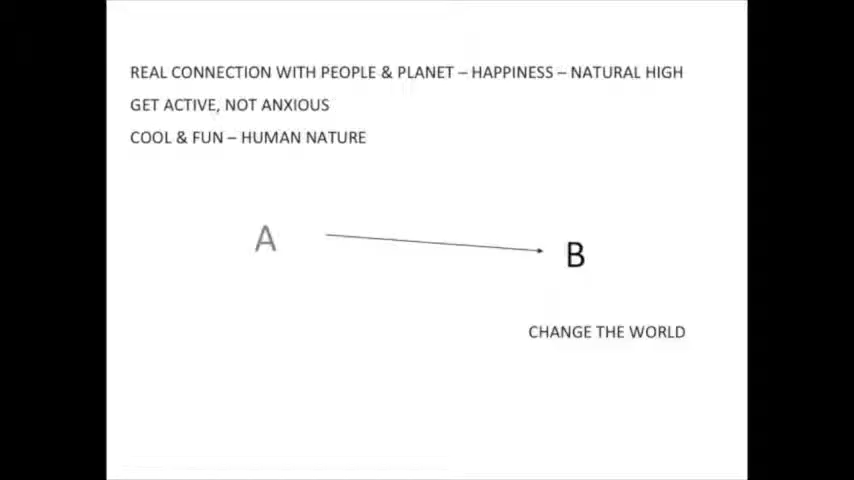 REAL CONNECTION WITH PEOPLE & PLANET – HAPPINESS – NATURAL HIGH
GET ACTIVE, NOT ANXIOUS
COOL & FUN – HUMAN NATURE
A
B
CHANGE THE WORLD